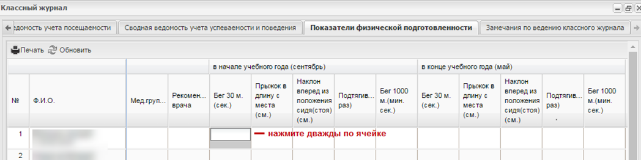 Классный журнал
едомость учета посещаемости
Сводная ведомость учета успеваемости и поведения
Показатели физической подготовленности
Замечания по ведению классного журнала
Печать Обновить
в начале учебного года (сентябрь)
в конце учебного года (май)
№ Ф.И.О. Мед.груп... Рекомен... врача
Бег 30 м. (сек.)
Прыжок в длину с места (см.)
Наклон вперед из положения сидя(стоя) (см.)
Подтягив... раз)
Бег 1000 м.(мин. сек.)
Бег 30 м. (сек.)
Прыжок в длину с места (см.)
Наклон вперед из положения сидя(стоя) (см.)
Подтягив... раз)
Бег 1000 м.(мин. сек.)
1
нажмите дважды по ячейке
2